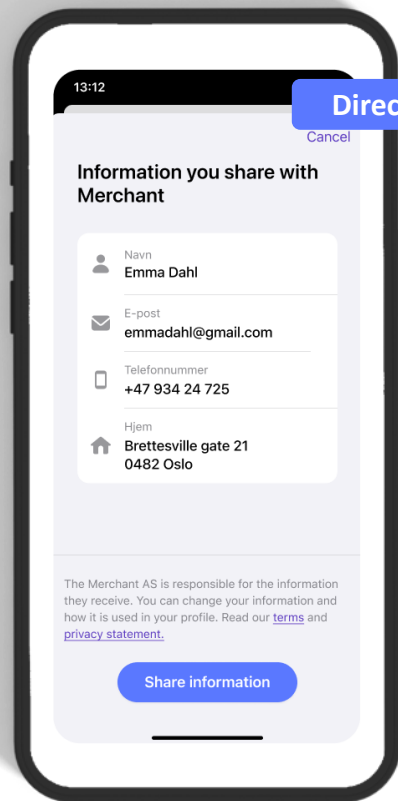 13:12
Cancel
Information you share with
Merchant
Navn
Emma Dahl
E-post
emmadahl@gmail.com
Telefonnummer
+47 934 24 725
Hjem
Brettesville gate 21
0482 Oslo
The Merchant AS is responsible for the information
they receive. You can change your information and
how it is used in your profile. Read our terms and
privacy statement.
Share information